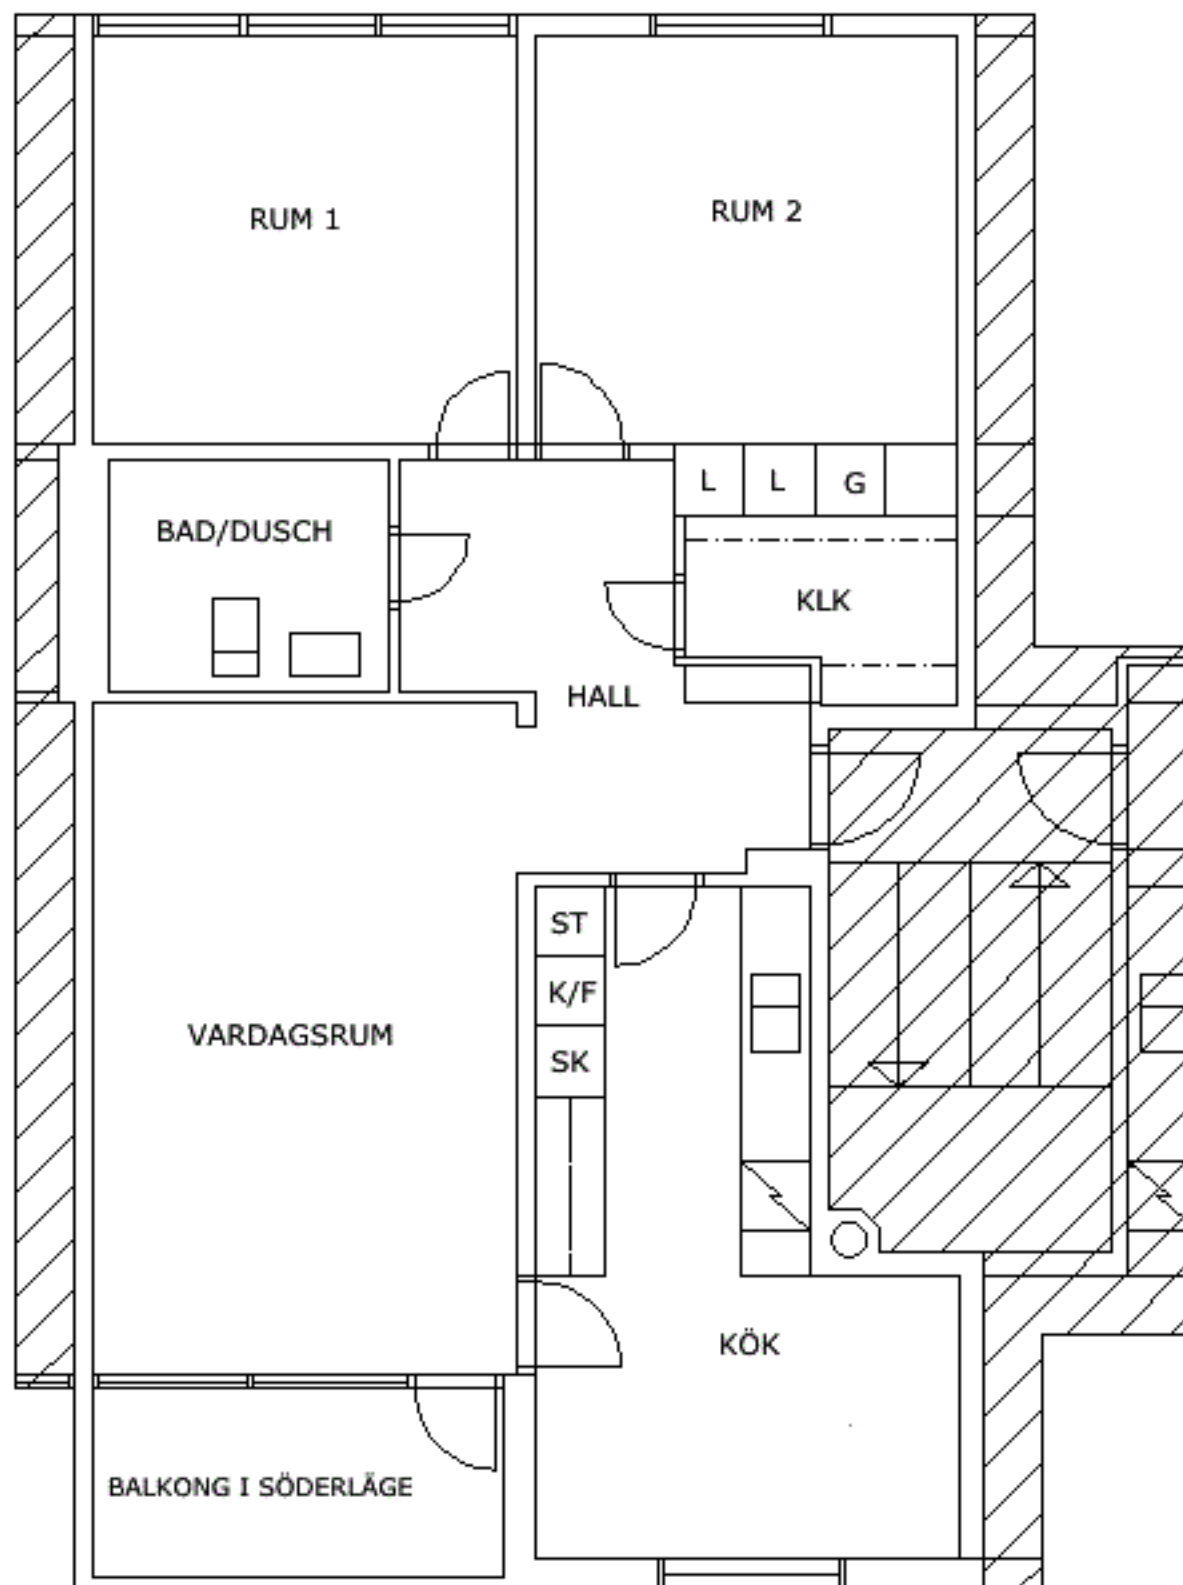 RUM 1
RUM 2
L
L
G
BAD/DUSCH
KLK
HALL
ST
K/F
SK
VARDAGSRUM
KÖK
BALKONG I SÖDERLÄGE